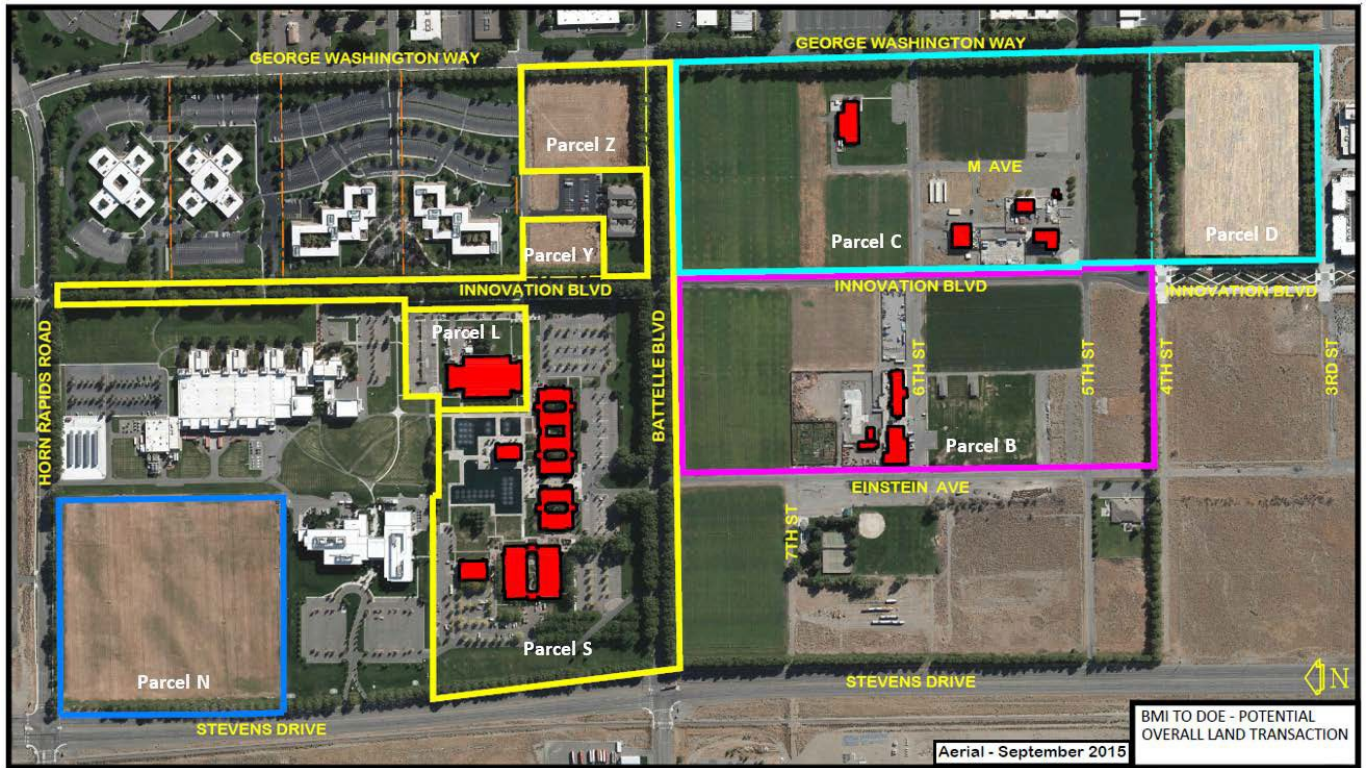 GEORGE WASHINGTON WAY
GEORGE WASHINGTON WAY
Parcel Z
M AVE
Parcel C
Parcel D
Parcel Y
INNOVATION BLVD
INNOVATION BLVD
INNOVATION BLVD
Parcel L
HORN RAPIDS ROAD
BATTELLE BLVD
6TH ST
5TH ST
4TH ST
3RD ST
Parcel B
EINSTEIN AVE
7TH ST
Parcel S
Parcel N
STEVENS DRIVE
STEVENS DRIVE
N
BMI TO DOE - POTENTIAL
OVERALL LAND TRANSACTION
Aerial - September 2015